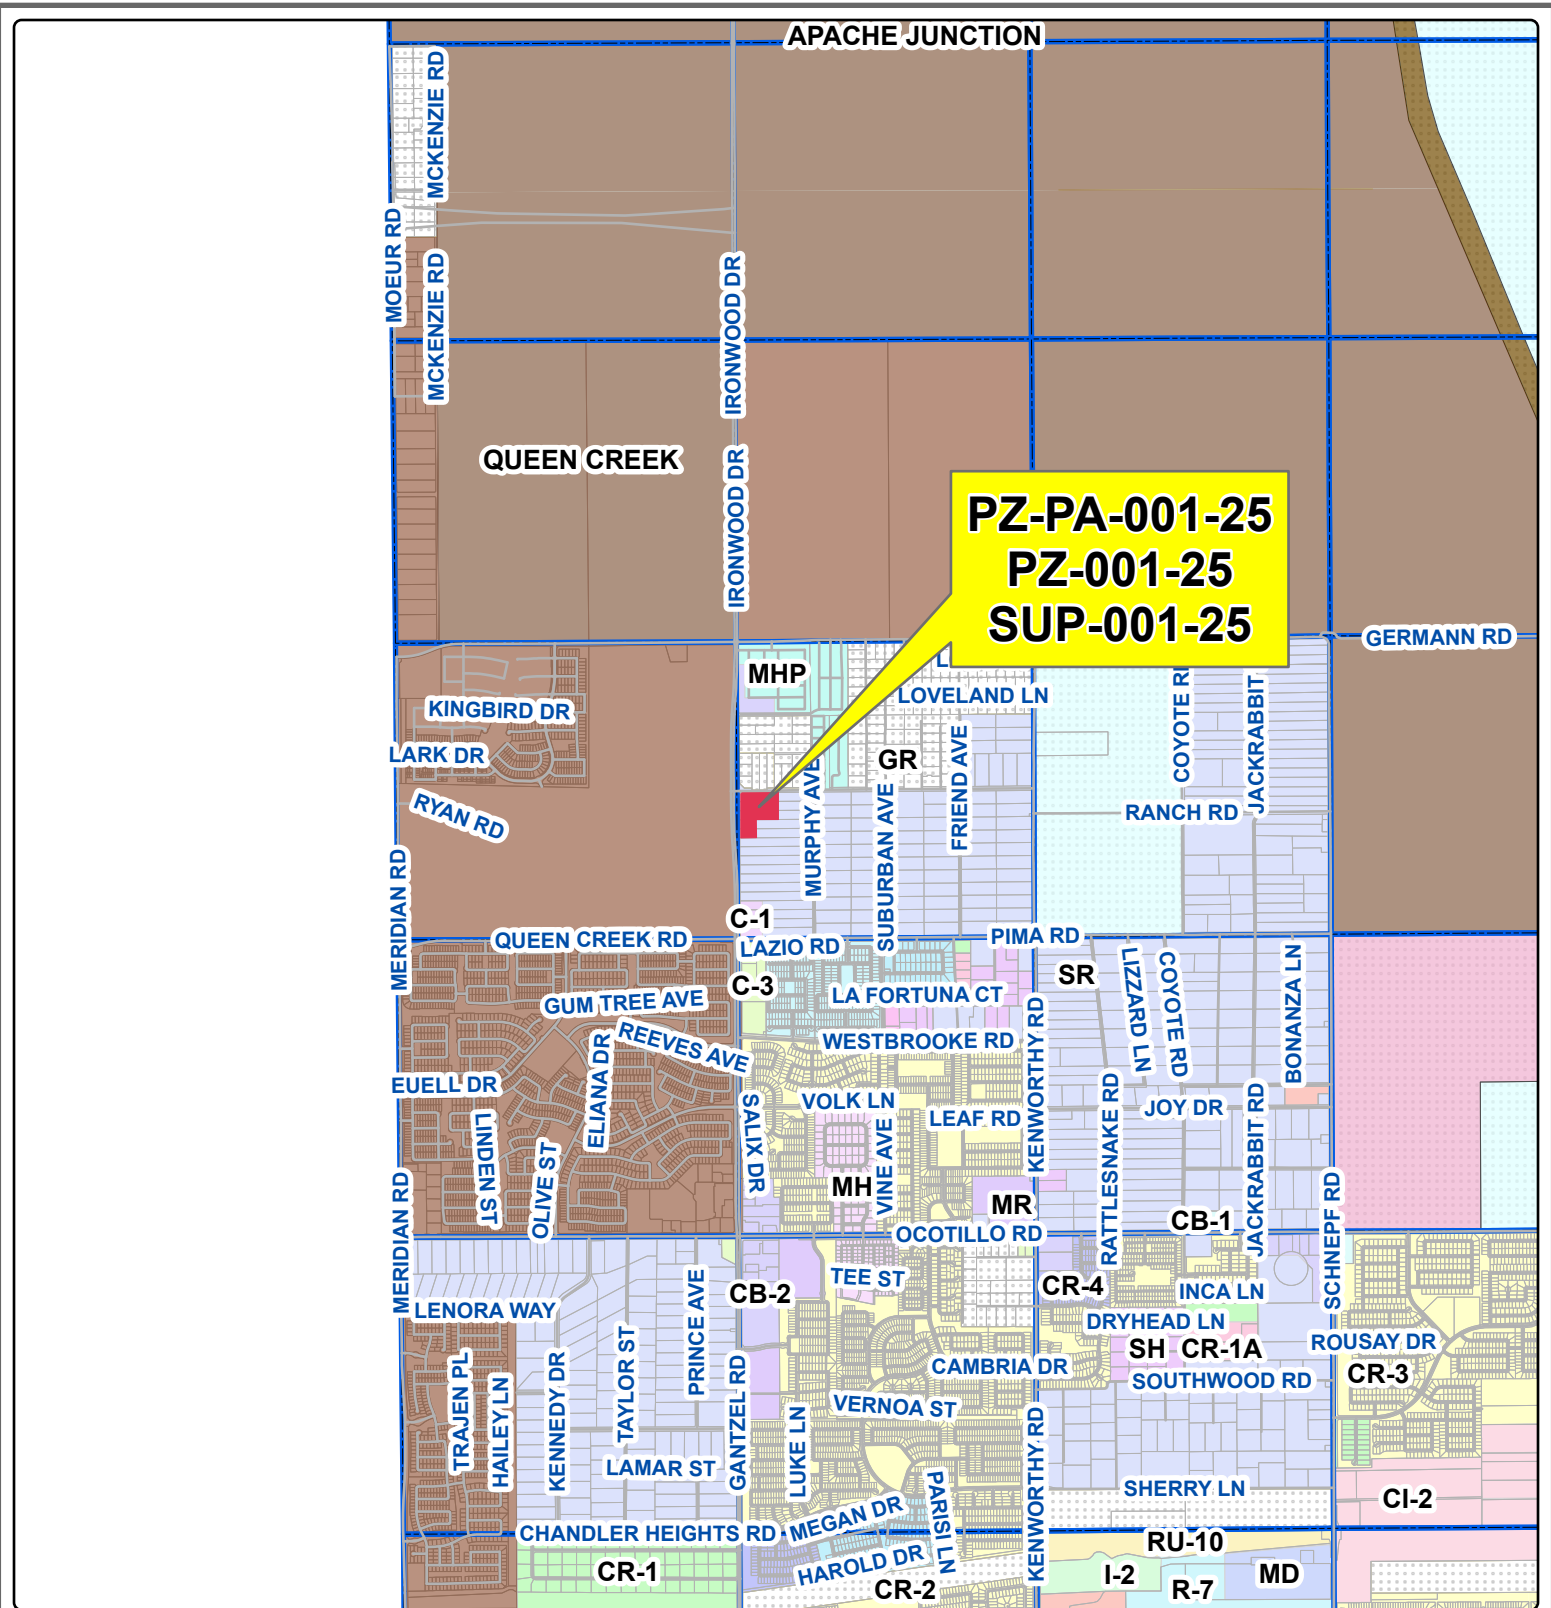 APACHE JUNCTION
MCKENZIE RD
MOEUR RD
MCKENZIE RD
IRONWOOD DR
QUEEN CREEK
IRONWOOD DR
PZ-PA-001-25
PZ-001-25
SUP-001-25
GERMANN RD
MHP
LOVELAND LN
KINGBIRD DR
LARK DR
RYAN RD
GR
MURPHY AVE
SUBURBAN AVE
FRIEND AVE
COYOTE
JACKRABBIT
RANCH RD
MERIDIAN RD
C-1
QUEEN CREEK RD
LAZIO RD
PIMA RD
C-3
LA FORTUNA CT
SR
LIZZARD LN
COYOTE RD
BONANZA LN
GUM TREE AVE
REEVES AVE
WESTBROOKE RD
KENWORTHY RD
ELIANA DR
EUELL DR
VOLK LN
LEAF RD
JOY DR
SALIX DR
LINDEN ST
OLIVE ST
VINE AVE
MH
MR
RATTLESNAKE RD
JACKRABBIT RD
CB-1
MERIDIAN RD
OCOTILLO RD
SCHNEPF RD
TEE ST
CB-2
CR-4
INCA LN
LENORA WAY
DRYHEAD LN
PRINCE AVE
TAYLOR ST
KENNEDY DR
SH
CR-1A
ROUSAY DR
CR-3
CAMBRIA DR
SOUTHWOOD RD
TRAJEN PL
HAILEY LN
GANTZEL RD
VERNOA ST
LUKE LN
KENWORTHY RD
LAMAR ST
SHERRY LN
CI-2
PARISI LN
MEGAN DR
CHANDLER HEIGHTS RD
RU-10
HAROLD DR
CR-1
CR-2
I-2
R-7
MD